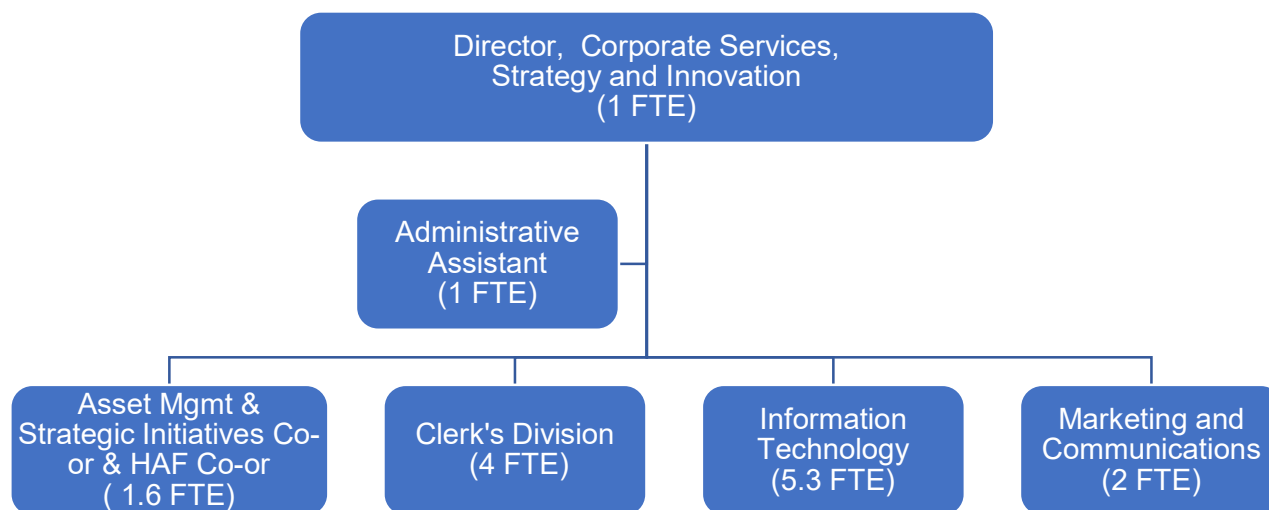 Director,  Corporate Services,
Strategy and Innovation
(1 FTE)
Administrative
Assistant
(1 FTE)
Asset Mgmt &
Strategic Initiatives Co-
or & HAF Co-or
( 1.6 FTE)
Clerk's Division
(4 FTE)
Information
Technology
(5.3 FTE)
Marketing and
Communications
(2 FTE)